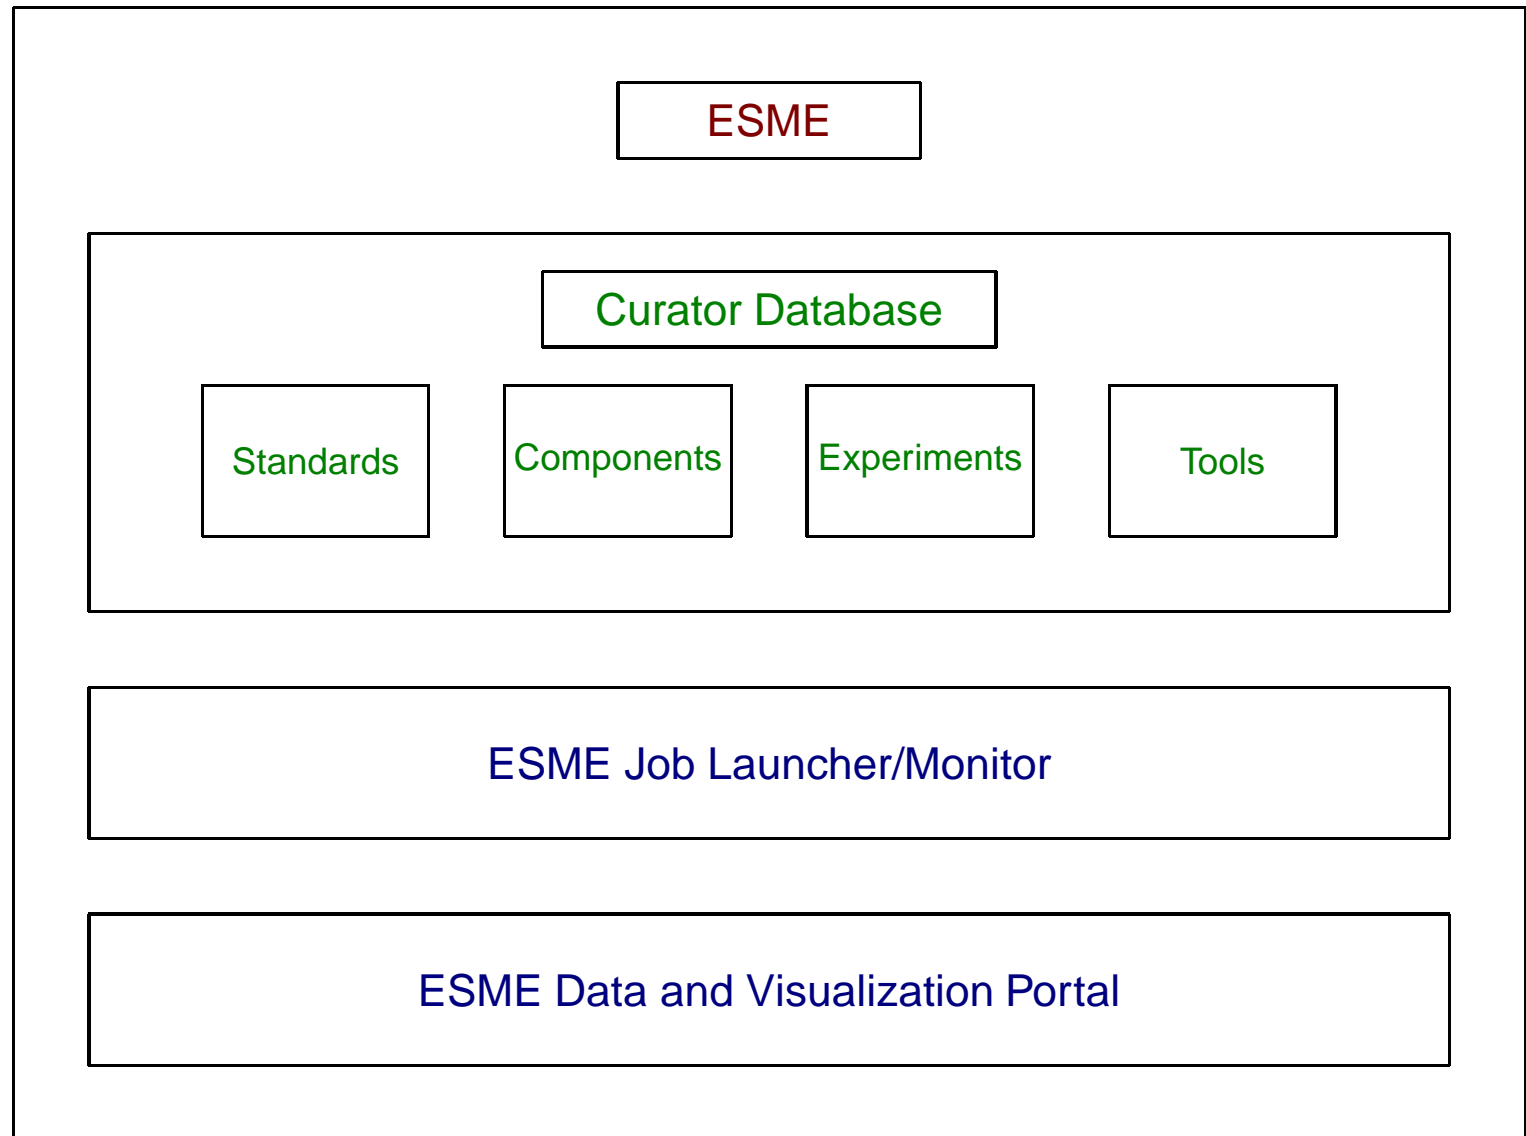 ESME
Curator Database
Standards
Components
Experiments
Tools
ESME Job Launcher/Monitor
ESME Data and Visualization Portal